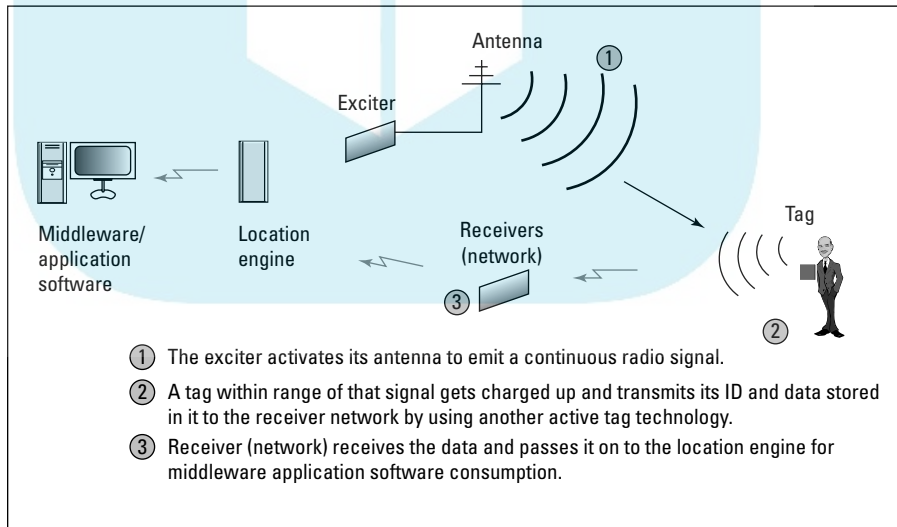 Antenna
1
Exciter
Middleware/
application
software
Location
engine
Receivers
(network)
3
Tag
2
1 The exciter activates its antenna to emit a continuous radio signal.
2 A tag within range of that signal gets charged up and transmits its ID and data stored
in it to the receiver network by using another active tag technology.
3 Receiver (network) receives the data and passes it on to the location engine for
middleware application software consumption.